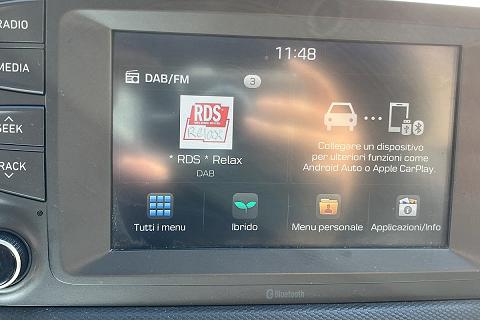 RADIO
MEDIA
SEEK
TRACK
11:48
DAB/FM
3
RDS
Relax
* RDS * Relax
DAB
Collegare un dispositivo
per ulteriori funzioni come
Android Auto o Apple CarPlay.
Tutti i menu
Ibrido
Menu personale
Applicazioni/Info
Bluetooth